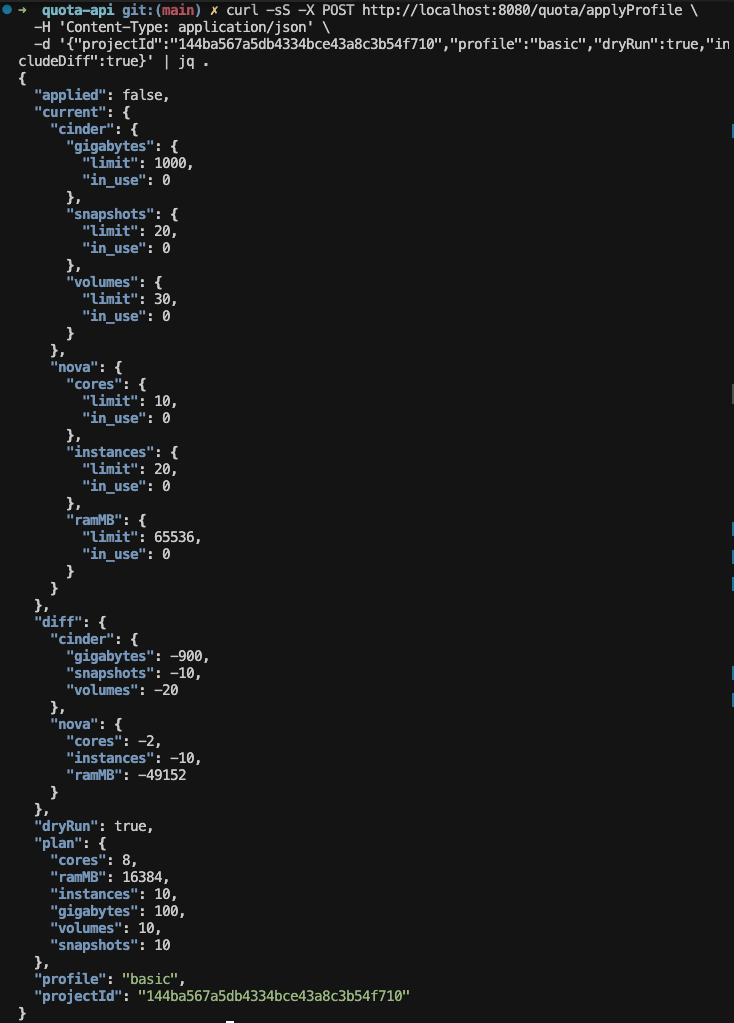 → quota-api git:(main) ✗ curl -sS -X POST http://localhost:8080/quota/applyProfile \
  -H 'Content-Type: application/json' \
  -d '{"projectId":"144ba567a5db4334bce43a8c3b54f710","profile":"basic","dryRun":true,"in
cludeDiff":true}' | jq .
{
  "applied": false,
  "current": {
    "cinder": {
      "gigabytes": {
        "limit": 1000,
        "in_use": 0
      },
      "snapshots": {
        "limit": 20,
        "in_use": 0
      },
      "volumes": {
        "limit": 30,
        "in_use": 0
      }
    },
    "nova": {
      "cores": {
        "limit": 10,
        "in_use": 0
      },
      "instances": {
        "limit": 20,
        "in_use": 0
      },
      "ramMB": {
        "limit": 65536,
        "in_use": 0
      }
    }
  },
  "diff": {
    "cinder": {
      "gigabytes": -900,
      "snapshots": -10,
      "volumes": -20
    },
    "nova": {
      "cores": -2,
      "instances": -10,
      "ramMB": -49152
    }
  },
  "dryRun": true,
  "plan": {
    "cores": 8,
    "ramMB": 16384,
    "instances": 10,
    "gigabytes": 100,
    "volumes": 10,
    "snapshots": 10
  },
  "profile": "basic",
  "projectId": "144ba567a5db4334bce43a8c3b54f710"
}